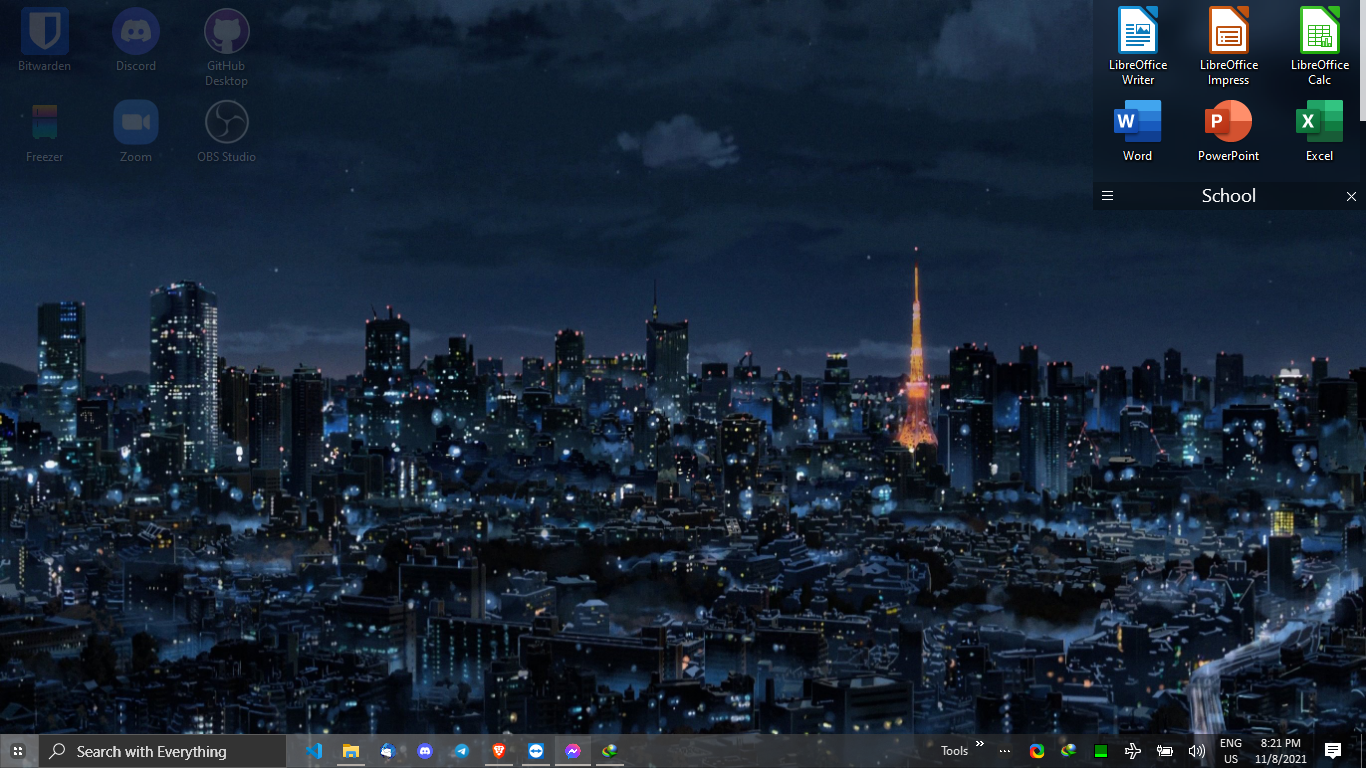 Bitwarden
Discord
GitHub
Desktop
Freezer
Zoom
OBS Studio
LibreOffice
Writer
LibreOffice
Impress
LibreOffice
Calc
W
Word
P
PowerPoint
X
Excel
School
Search with Everything
Tools
ENG
US
8:21 PM
11/8/2021